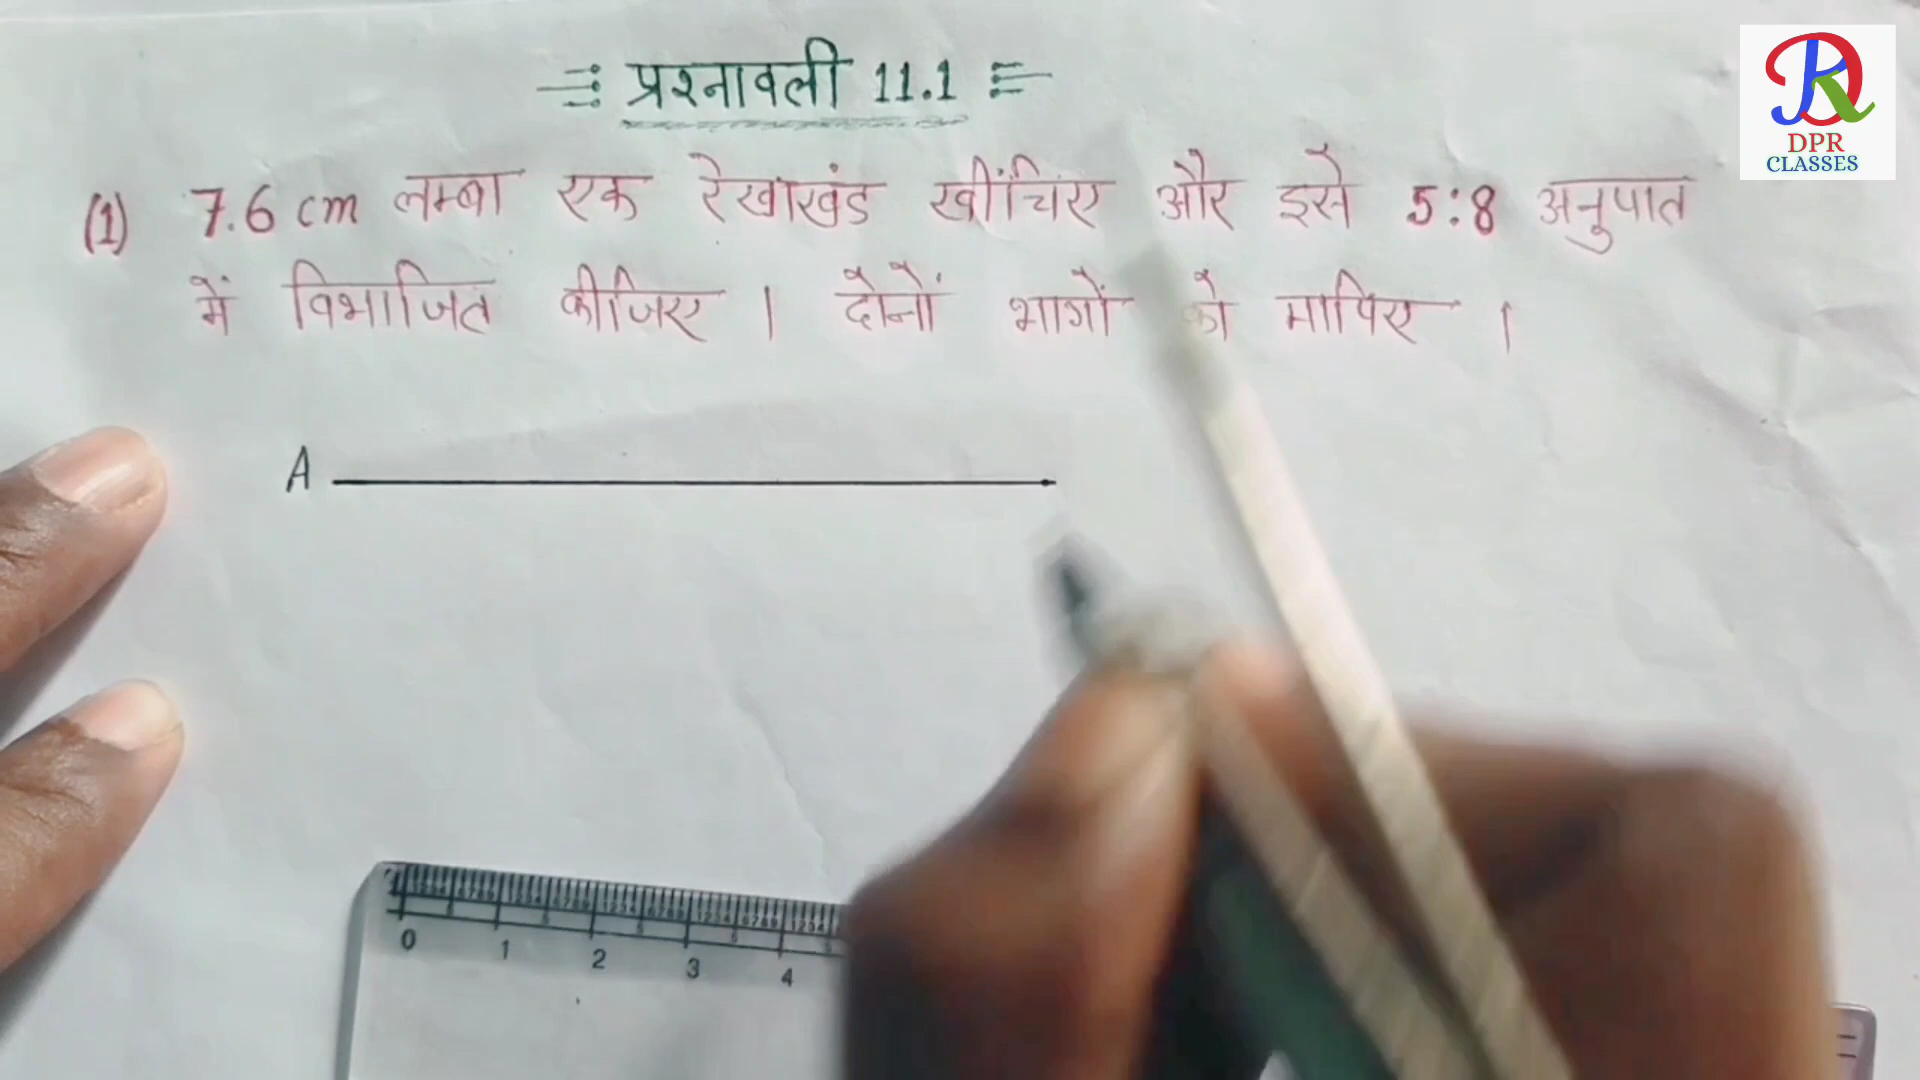 प्रश्नावली 11.1
(1) 7.6 cm लम्बा एक रेखाखंड खींचिए और इसे 5:8 अनुपात
में विभाजित कीजिए । दोनों भागों को मापिए ।
A
0 1 2 3 4
DPR
CLASSES